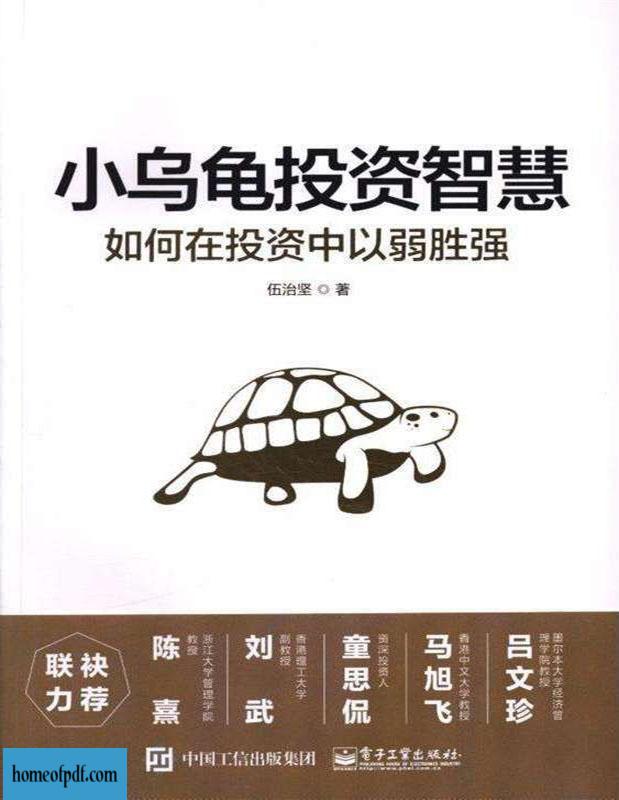 小乌龟投资智慧
如何在投资中以弱胜强
伍治坚◎著
联袂
力荐
陈熹
浙江大学管理学院
教授
刘武
香港理工大学
副教授
童思侃
资深投资人
马旭飞
香港中文大学教授
吕文珍
墨尔本大学经济管
理学院教授
中国工信出版集团
电子工业出版社
homeofpdf.com